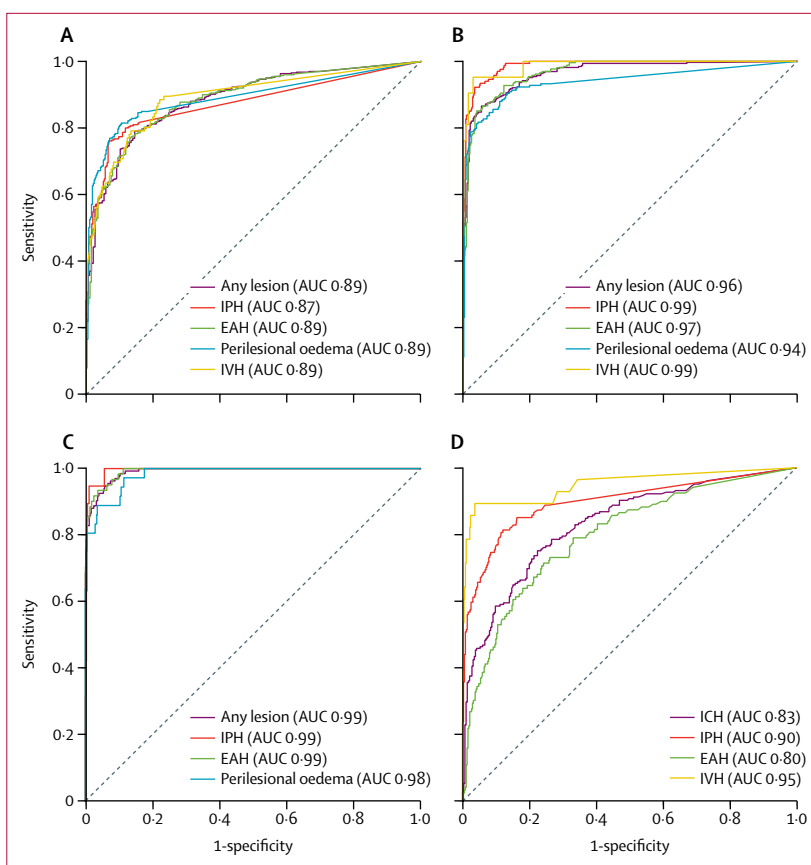 A
B
1·0
0·8
0·6
0·4
0·2
0
Sensitivity
Any lesion (AUC 0·89)
IPH (AUC 0·87)
EAH (AUC 0·89)
Perilesional oedema (AUC 0·89)
IVH (AUC 0·89)
Any lesion (AUC 0·96)
IPH (AUC 0·99)
EAH (AUC 0·97)
Perilesional oedema (AUC 0·94)
IVH (AUC 0·99)
C
D
1·0
0·8
0·6
0·4
0·2
0
Sensitivity
Any lesion (AUC 0·99)
IPH (AUC 0·99)
EAH (AUC 0·99)
Perilesional oedema (AUC 0·98)
0 0·2 0·4 0·6 0·8 1·0
1-specificity
ICH (AUC 0·83)
IPH (AUC 0·90)
EAH (AUC 0·80)
IVH (AUC 0·95)
0 0·2 0·4 0·6 0·8 1·0
1-specificity